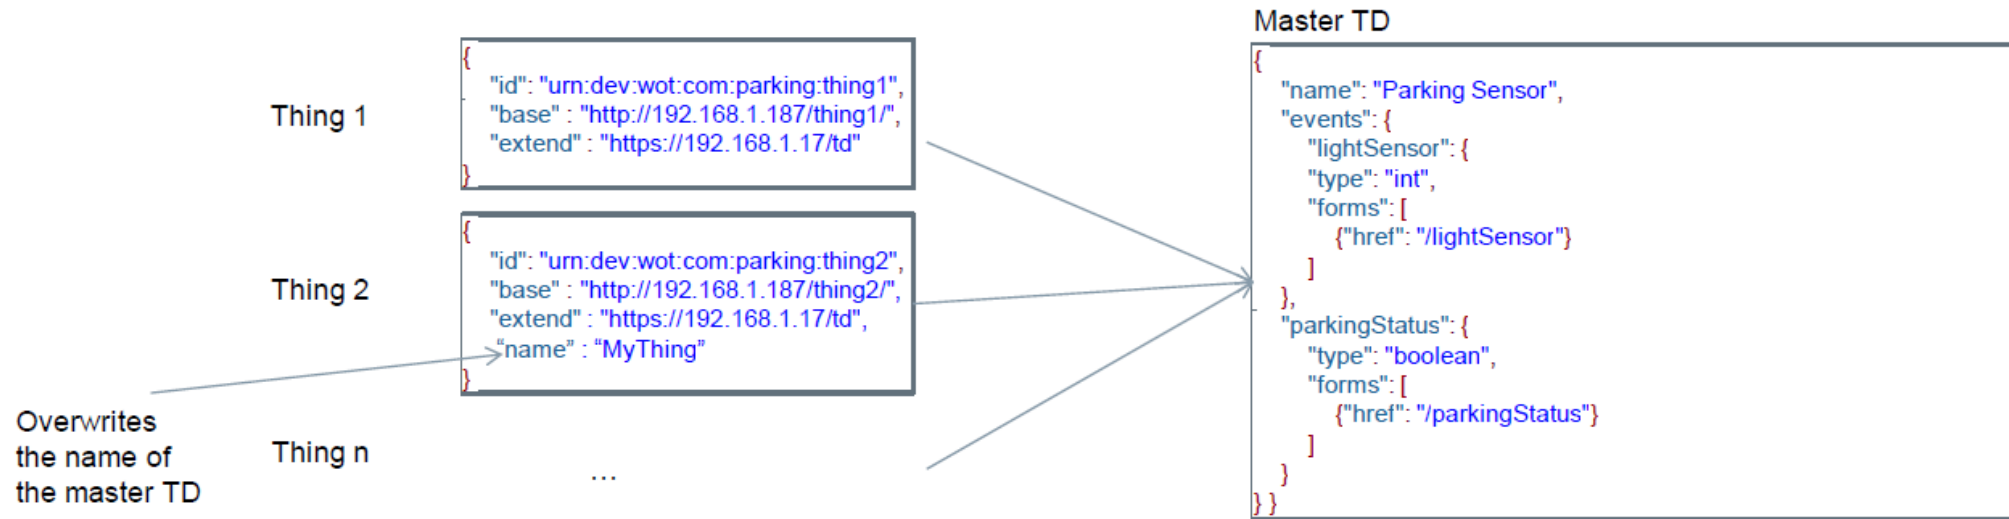 Master TD
{
"name": "Parking Sensor",
"events": {
"lightSensor": {
"type": "int",
"forms": [
{"href": "/lightSensor"}
]
},
"parkingStatus": {
"type": "boolean",
"forms": [
{"href": "/parkingStatus"}
]
}
} }
Thing 1
{
"id": "urn:dev:wot:com:parking:thing1",
"base" : "http://192.168.1.187/thing1/",
"extend" : "https://192.168.1.17/td"
}
Thing 2
{
"id": "urn:dev:wot:com:parking:thing2",
"base" : "http://192.168.1.187/thing2/",
"extend" : "https://192.168.1.17/td",
“name” : “MyThing”
}
Overwrites
the name of
the master TD
Thing n
...